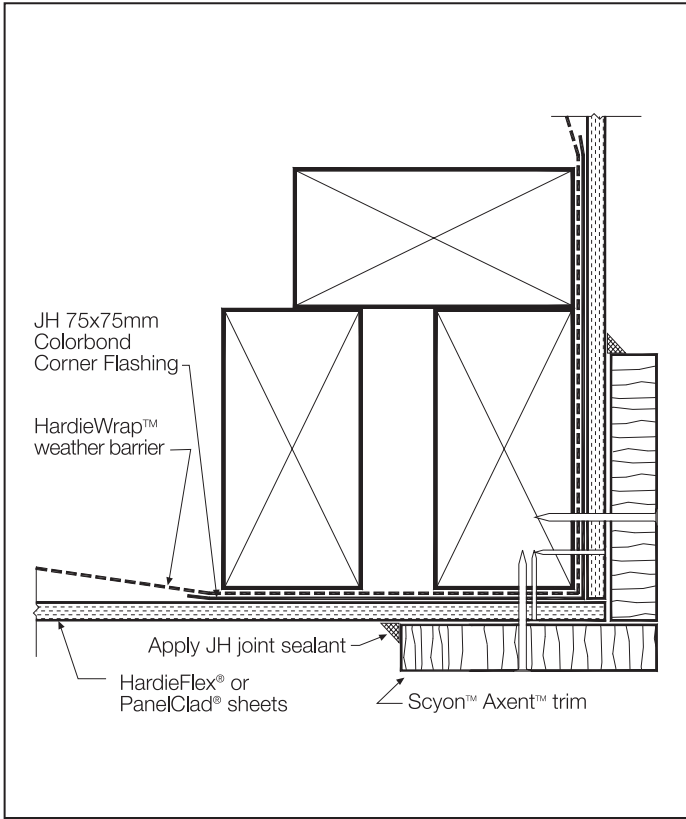 JH 75x75mm
Colorbond
Corner Flashing
HardieWrap™
weather barrier
Apply JH joint sealant
HardieFlex® or
PanelClad® sheets
Scyon™ Axent™ trim